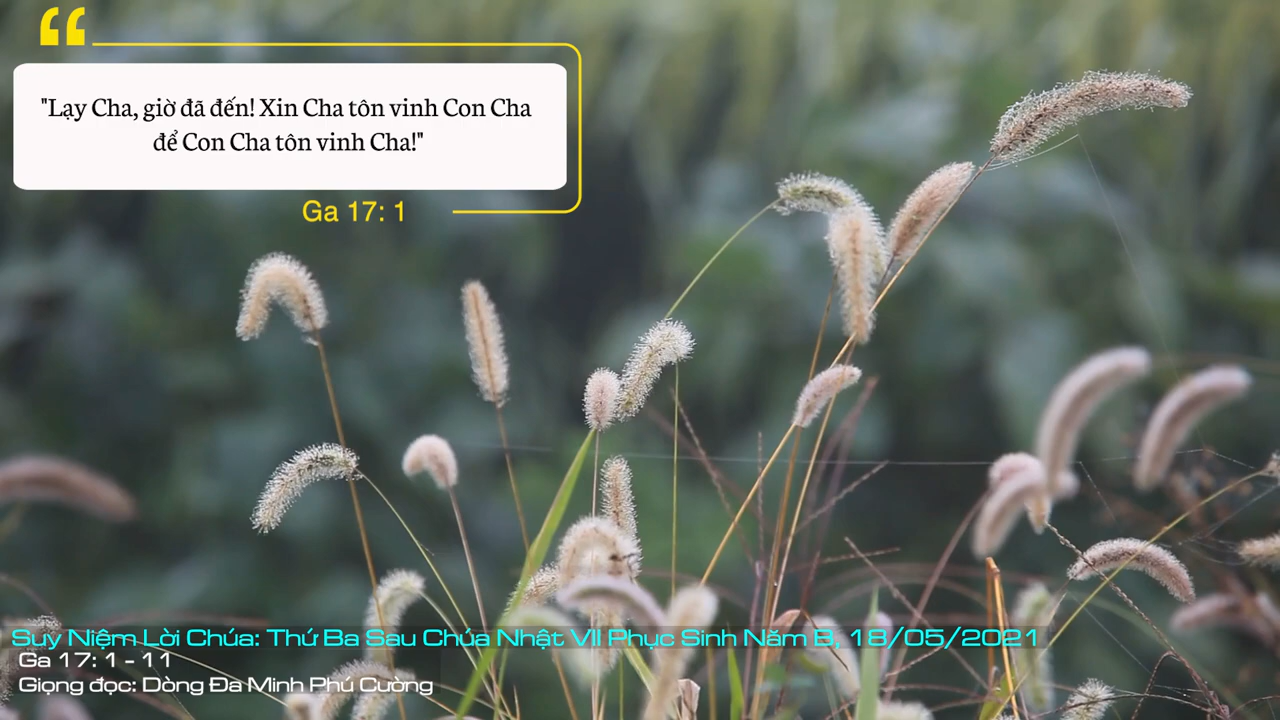 "Lạy Cha, giờ đã đến! Xin Cha tôn vinh Con Cha
để Con Cha tôn vinh Cha!"
Ga 17: 1
Suy Niệm Lời Chúa: Thứ Ba Sau Chúa Nhật VII Phục Sinh Năm B, 18/05/2021
Ga 17: 1 - 11
Giọng đọc: Dòng Đa Minh Phú Cường